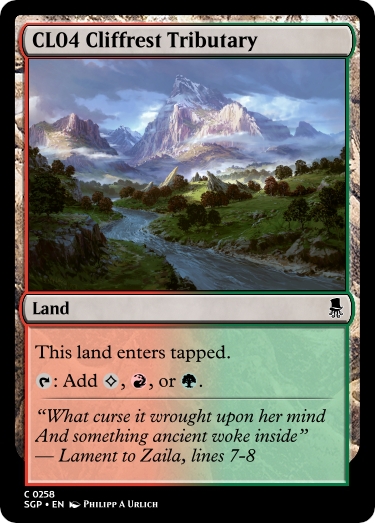 CL04 Cliffrest Tributary
Land
This land enters tapped.
: Add , , or .
“What curse it wrought upon her mind
And something ancient woke inside”
— Lament to Zaila, lines 7-8
C 0258
SGP • EN Philipp A Urlich